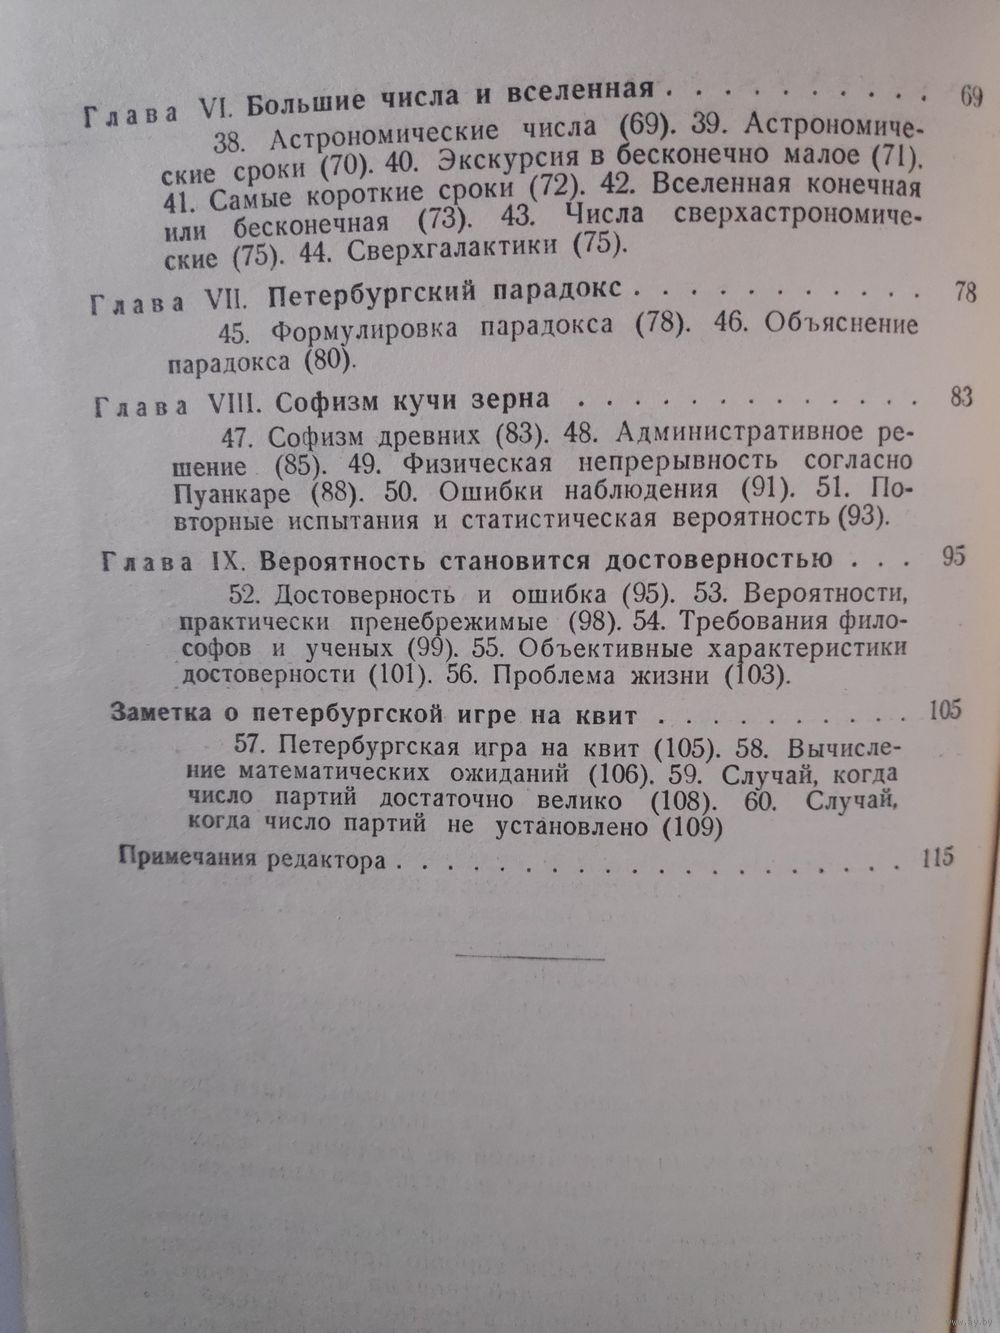 Глава VI. Большие числа и вселенная . . . . . . . . . . 69
38. Астрономические числа (69). 39. Астрономиче-
ские сроки (70). 40. Экскурсия в бесконечно малое (71).
41. Самые короткие сроки (72). 42. Вселенная конечная
или бесконечная (73). 43. Числа сверхастрономиче-
ские (75). 44. Сверхгалактики (75).
Глава VII. Петербургский парадокс . . . . . . . . . . . 78
45. Формулировка парадокса (78). 46. Объяснение
парадокса (80).
Глава VIII. Софизм кучи зерна . . . . . . . . . . . . . 83
47. Софизм древних (83). 48. Административное ре-
шение (85). 49. Физическая непрерывность согласно
Пуанкаре (88). 50. Ошибки наблюдения (91). 51. По-
вторные испытания и статистическая вероятность (93).
Глава IX. Вероятность становится достоверностью . . . 95
52. Достоверность и ошибка (95). 53. Вероятности,
практически пренебрежимые (98). 54. Требования фило-
софов и ученых (99). 55. Объективные характеристики
достоверности (101). 56. Проблема жизни (103).
Заметка о петербургской игре на квит . . . . . . . . . . 105
57. Петербургская игра на квит (105). 58. Вычисле-
ние математических ожиданий (106). 59. Случай, когда
число партий достаточно велико (108). 60. Случай,
когда число партий не установлено (109)
Примечания редактора . . . . . . . . . . . . . . . . . . . . 115